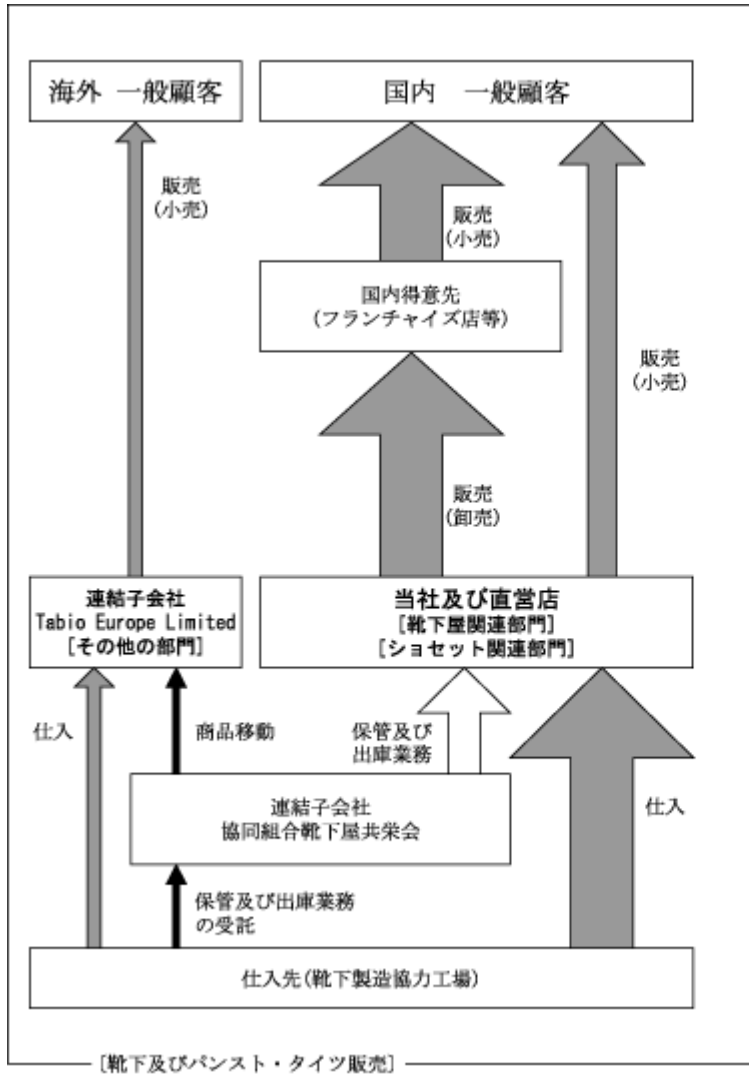 海外 一般顧客
国内 一般顧客
販売
(小売)
販売
(小売)
国内得意先
(フランチャイズ店等)
販売
(小売)
販売
(卸売)
連結子会社
Tabio Europe Limited
[その他の部門]
当社及び直営店
[靴下屋関連部門]
[ショセット関連部門]
仕入
商品移動
保管及び
出庫業務
仕入
連結子会社
協同組合靴下屋共栄会
保管及び出庫業務
の受託
仕入先(靴下製造協力工場)
[靴下及びパンスト・タイツ販売]